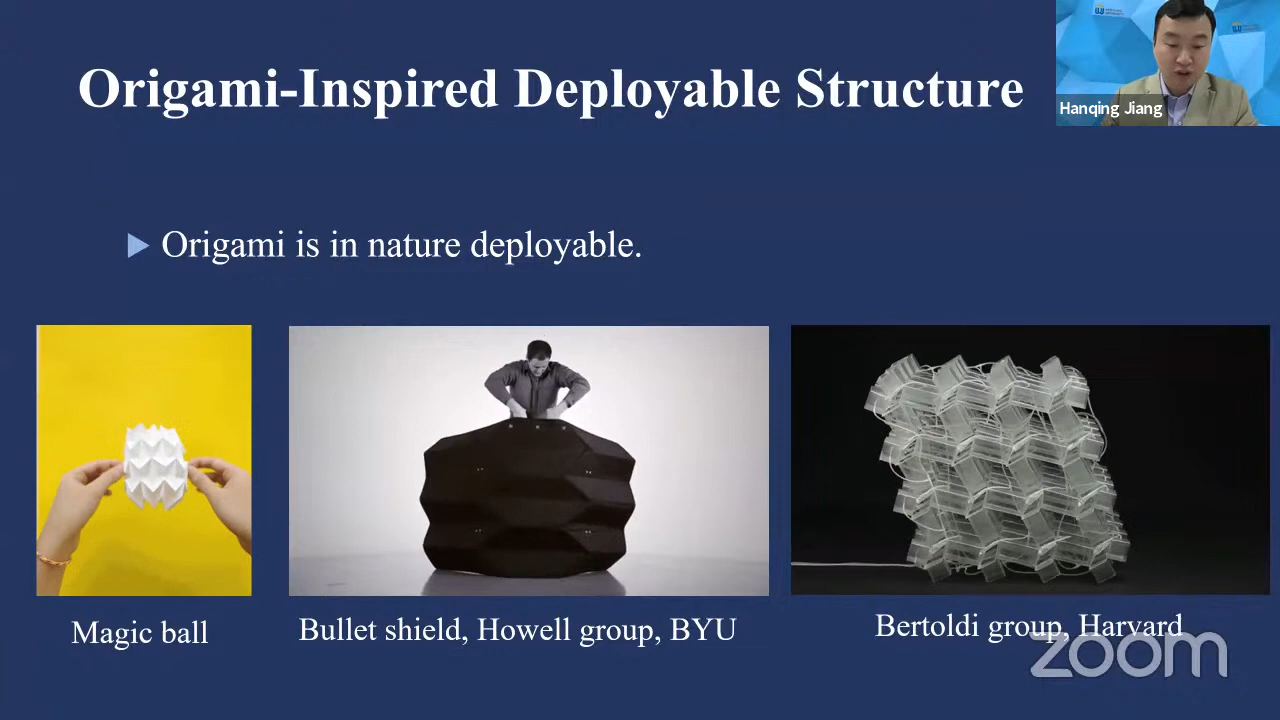 Origami-Inspired Deployable Structure
Hanqing Jiang
Origami is in nature deployable.
Magic ball
Bullet shield, Howell group, BYU
Bertoldi group, Harvard
zoom